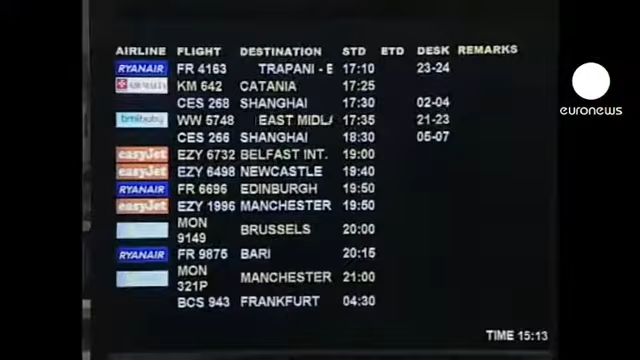 AIRLINE FLIGHT DESTINATION STD ETD DESK REMARKS
RYANAIR FR 4163 TRAPANI - B 17:10 23-24
AIR MALTA KM 642 CATANIA 17:25
CES 268 SHANGHAI 17:30 02-04
bmibaby WW 5748 EAST MIDLA 17:35 21-23
CES 266 SHANGHAI 18:30 05-07
easyJet EZY 6732 BELFAST INT. 19:00
easyJet EZY 6498 NEWCASTLE 19:40
RYANAIR FR 6696 EDINBURGH 19:50
easyJet EZY 1996 MANCHESTER 19:50
MON 9149 BRUSSELS 20:00
RYANAIR FR 9875 BARI 20:15
MON 321P MANCHESTER 21:00
BCS 943 FRANKFURT 04:30
TIME 15:13
euronews